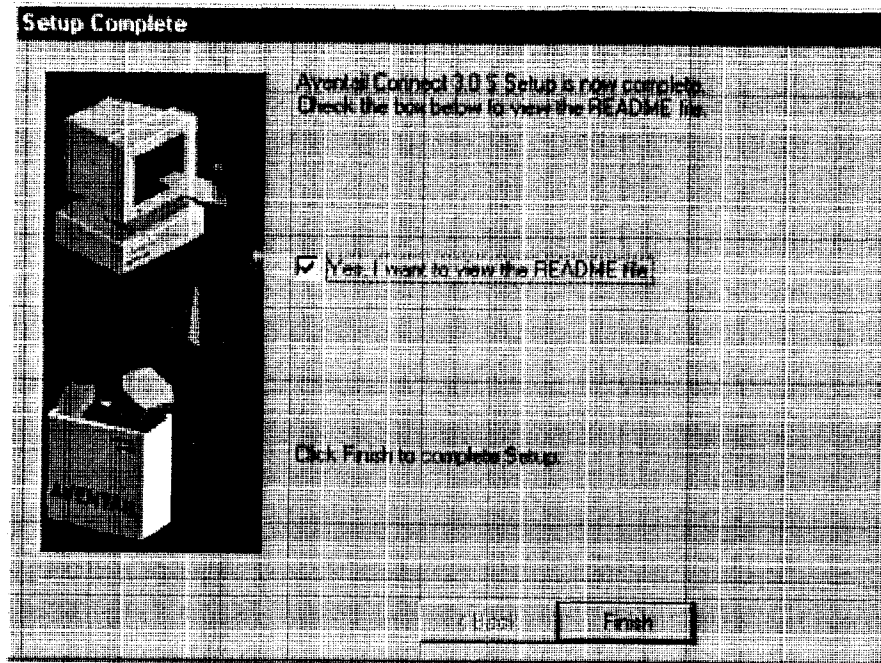 Setup Complete
Aventail Connect 3.0 S Setup is now complete.
Check the box below to view the README file.
Yes, I want to view the README file
Click Finish to complete Setup.
AVENTAIL
< Back
Finish